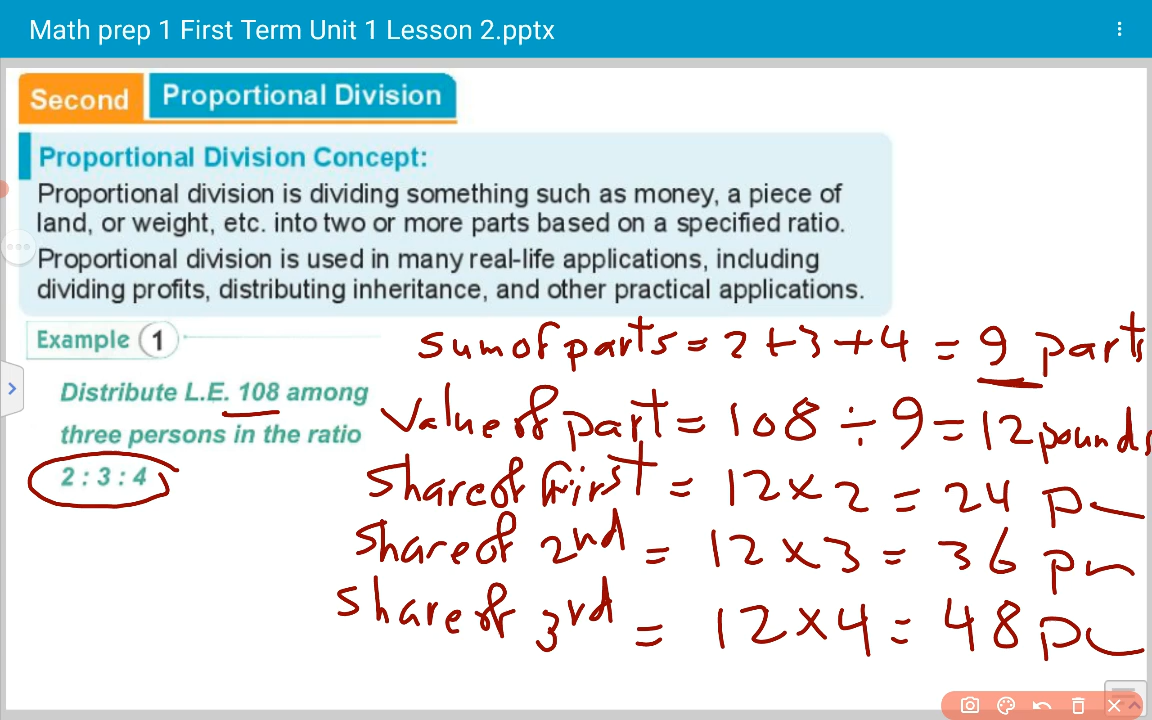 Math prep 1 First Term Unit 1 Lesson 2.pptx
Second Proportional Division
Proportional Division Concept:
Proportional division is dividing something such as money, a piece of
land, or weight, etc. into two or more parts based on a specified ratio.
Proportional division is used in many real-life applications, including
dividing profits, distributing inheritance, and other practical applications.
Example 1
Distribute L.E. 108 among
three persons in the ratio
2 : 3 : 4
sum of parts = 2 + 3 + 4 = 9 parts
value of part = 108 ÷ 9 = 12 pounds
share of first = 12 × 2 = 24
share of 2nd = 12 × 3 = 36
share of 3rd = 12 × 4 = 48